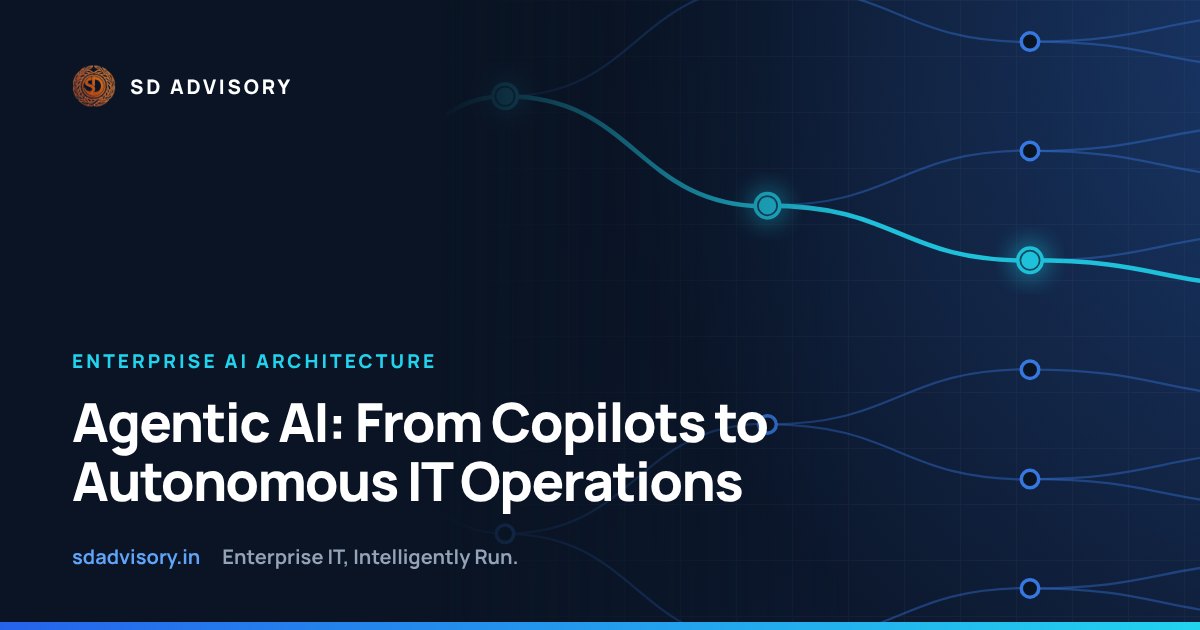 SD
SD ADVISORY
ENTERPRISE AI ARCHITECTURE
Agentic AI: From Copilots to
Autonomous IT Operations
sdadvisory.in Enterprise IT, Intelligently Run.